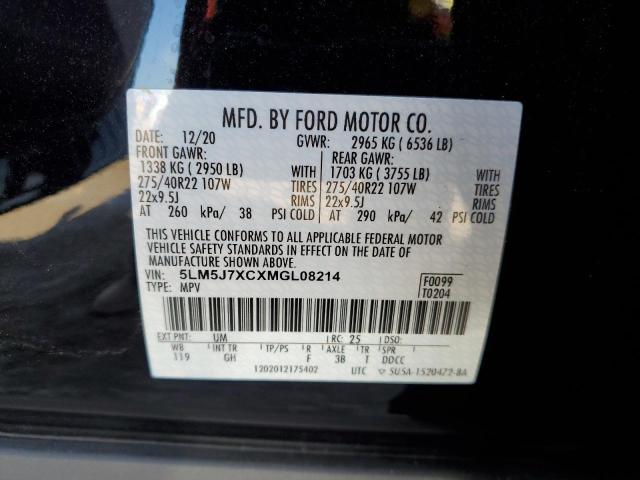 MFD. BY FORD MOTOR CO.
DATE: 12/20 GVWR: 2965 KG ( 6536 LB)
FRONT GAWR: REAR GAWR:
1338 KG ( 2950 LB) WITH 1703 KG ( 3755 LB) WITH
275/40R22 107W TIRES 275/40R22 107W TIRES
22x9.5J RIMS 22x9.5J RIMS
AT 260 kPa/ 38 PSI COLD AT 290 kPa/ 42 PSI COLD
THIS VEHICLE CONFORMS TO ALL APPLICABLE FEDERAL MOTOR
VEHICLE SAFETY STANDARDS IN EFFECT ON THE DATE OF
MANUFACTURE SHOWN ABOVE.
VIN: 5LM5J7XCXMGL08214 F0099
TYPE: MPV T0204
EXT PNT: UM RC: 25 DSO:
WB INT TR TP/PS R AXLE TR SPR
119 GH F 38 T DDCC
1202012175402 UTC ▽ 5U5A-1520472-BA